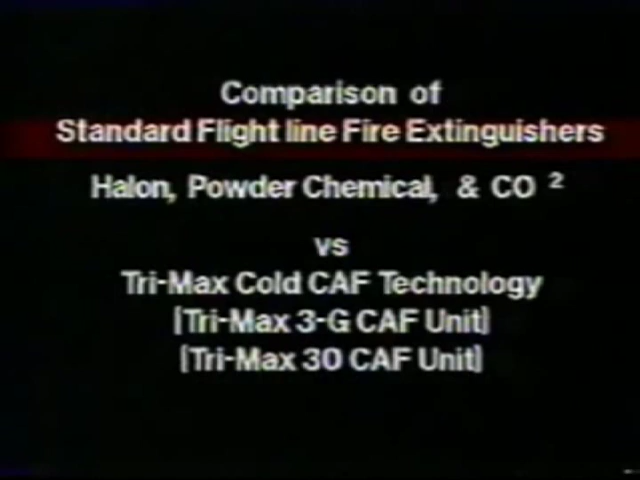 Comparison of
Standard Flight line Fire Extinguishers
Halon, Powder Chemical, & CO ²
vs
Tri-Max Cold CAF Technology
[Tri-Max 3-G CAF Unit]
[Tri-Max 30 CAF Unit]